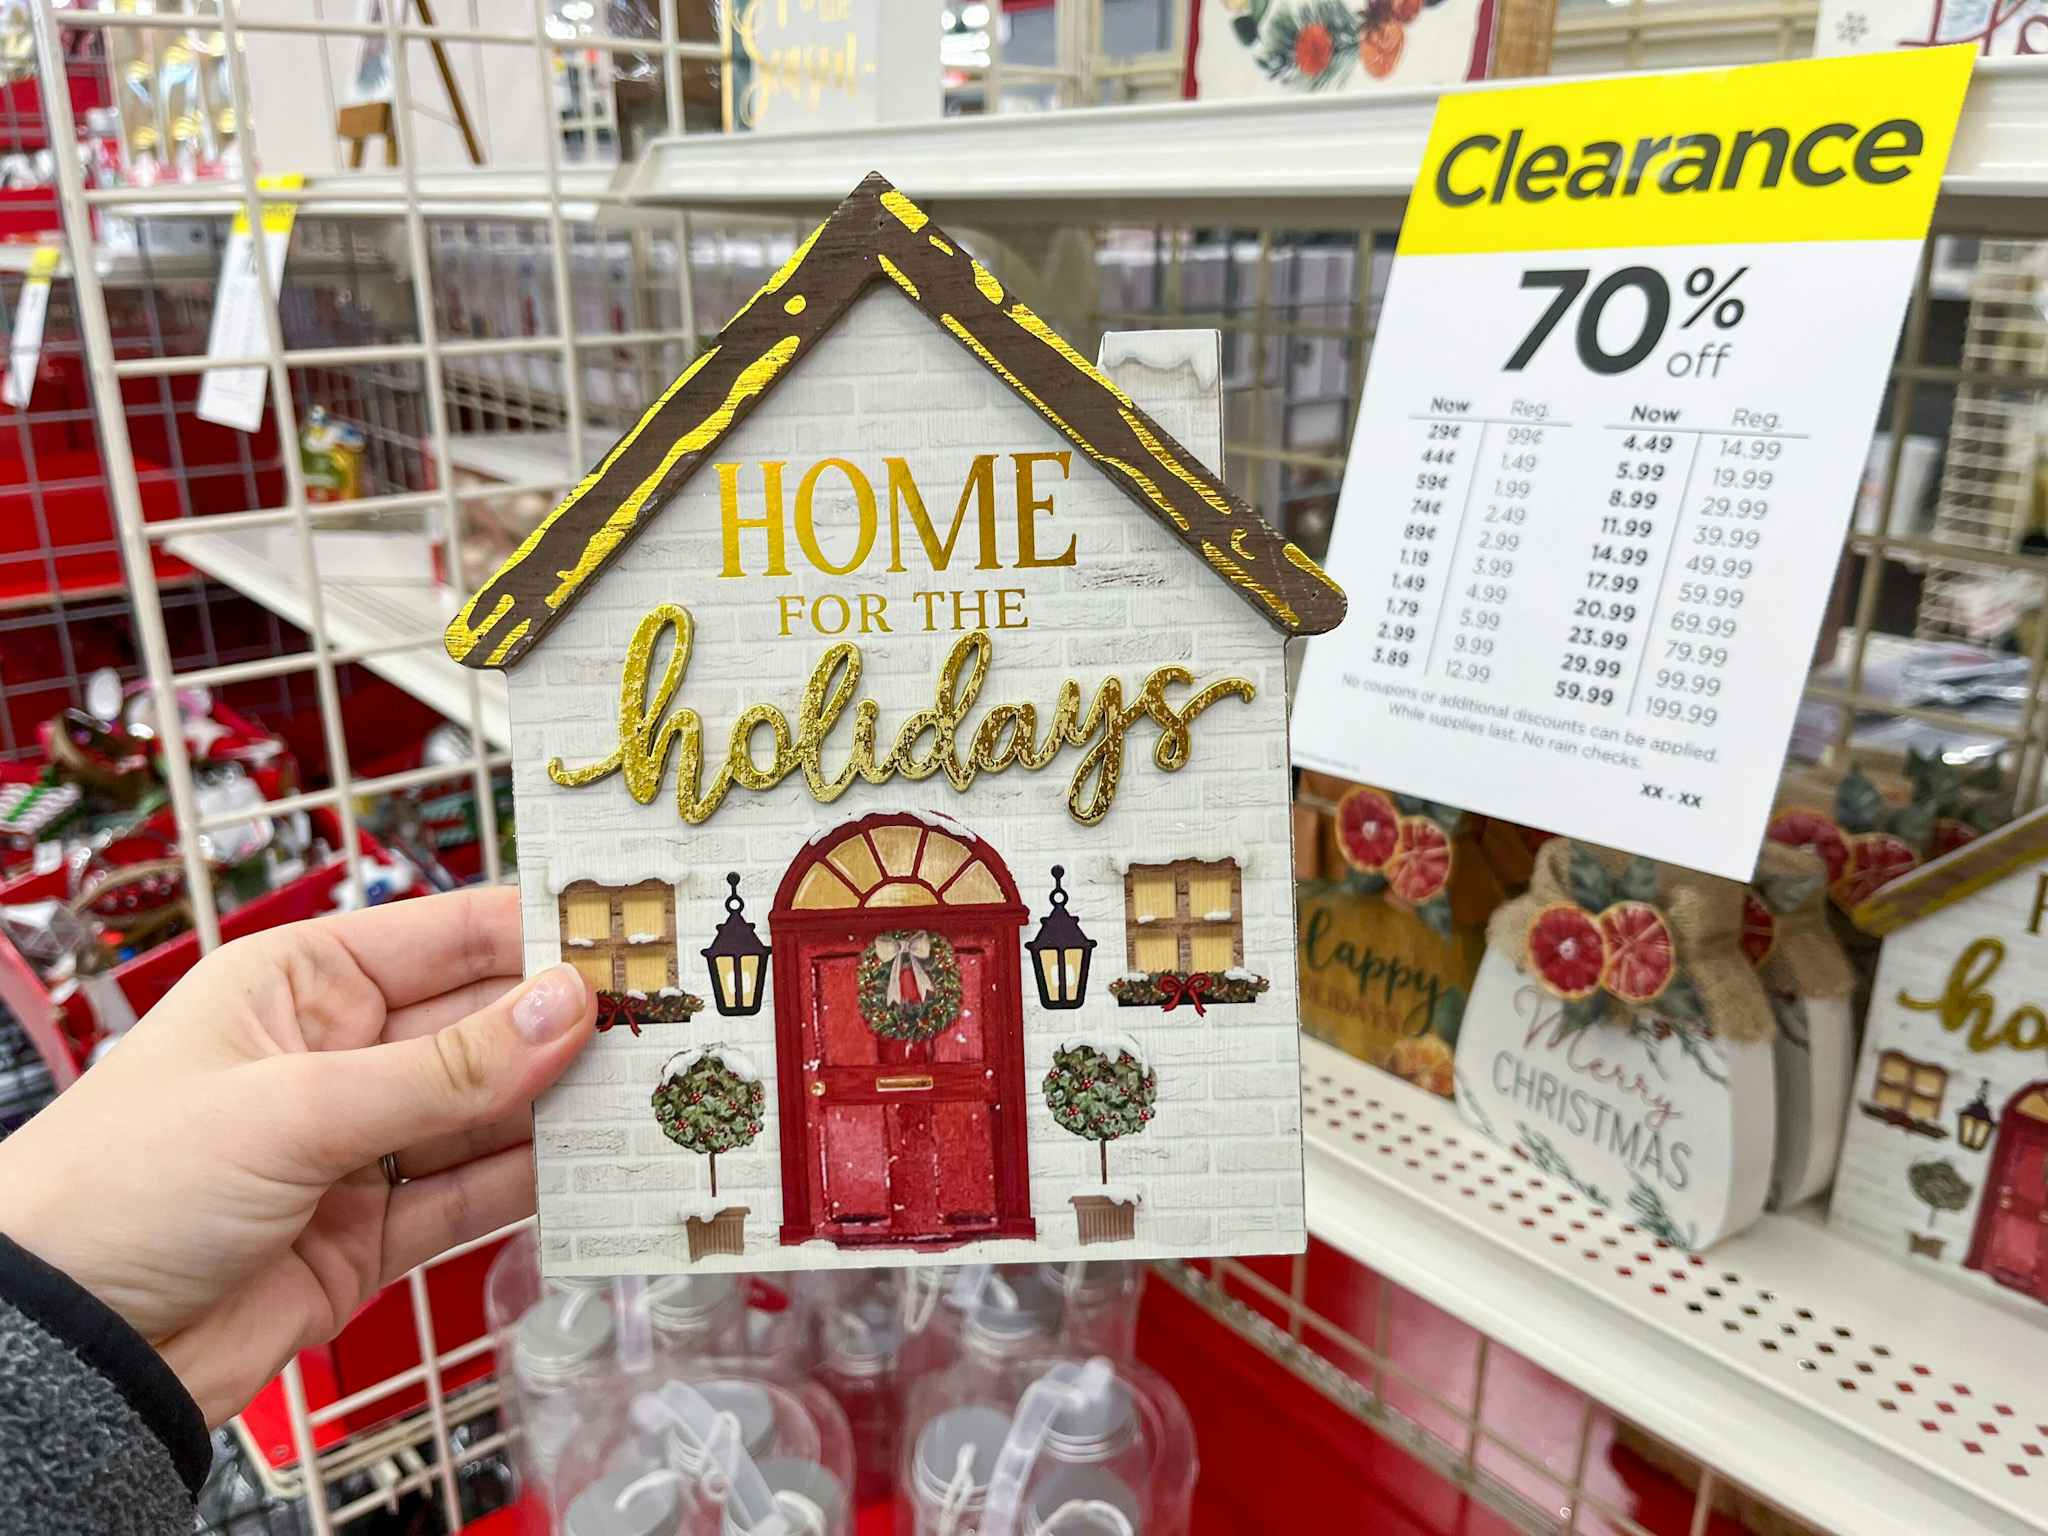 Season
HOME
FOR THE
holidays
Clearance
70% off
Now Reg. Now Reg.
29¢ 99¢ 4.49 14.99
44¢ 1.49 5.99 19.99
59¢ 1.99 8.99 29.99
74¢ 2.49 11.99 39.99
89¢ 2.99 14.99 49.99
1.19 3.99 17.99 59.99
1.49 4.99 20.99 69.99
1.79 5.99 23.99 79.99
2.99 9.99 29.99 99.99
3.89 12.99 59.99 199.99
No coupons or additional discounts can be applied.
While supplies last. No rain checks.
XX - XX
happy
HOLIDAYS
Merry
CHRISTMAS
ho